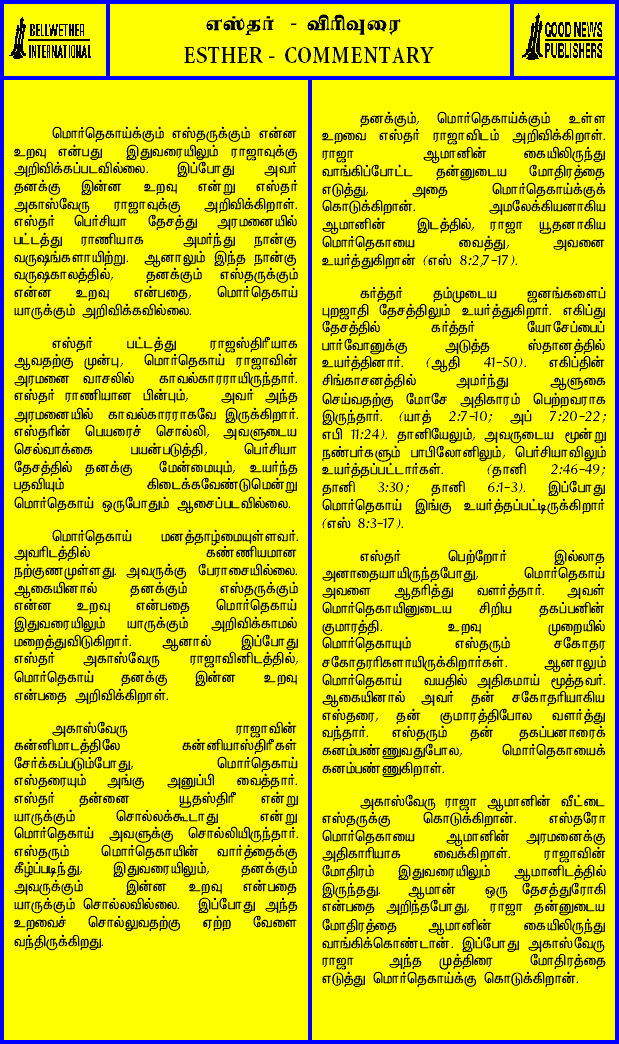 BELLWETHER
INTERNATIONAL
எஸ்தர் - விரிவுரை
ESTHER - COMMENTARY
GOOD NEWS
PUBLISHERS
மொர்தெகாய்க்கும் எஸ்தருக்கும் என்ன
உறவு என்பது இதுவரையிலும் ராஜாவுக்கு
அறிவிக்கப்படவில்லை. இப்போது அவர்
தனக்கு இன்ன உறவு என்று எஸ்தர்
அகாஸ்வேரு ராஜாவுக்கு அறிவிக்கிறாள்.
எஸ்தர் பெர்சியா தேசத்து அரமனையில்
பட்டத்து ராணியாக அமர்ந்து நான்கு
வருஷங்களாயிற்று. ஆனாலும் இந்த நான்கு
வருஷகாலத்தில், தனக்கும் எஸ்தருக்கும்
என்ன உறவு என்பதை, மொர்தெகாய்
யாருக்கும் அறிவிக்கவில்லை.
எஸ்தர் பட்டத்து ராஜஸ்திரீயாக
ஆவதற்கு முன்பு, மொர்தெகாய் ராஜாவின்
அரமனை வாசலில் காவல்காரராயிருந்தார்.
எஸ்தர் ராணியான பின்பும், அவர் அந்த
அரமனையில் காவல்காரராகவே இருக்கிறார்.
எஸ்தரின் பெயரைச் சொல்லி, அவளுடைய
செல்வாக்கை பயன்படுத்தி, பெர்சியா
தேசத்தில் தனக்கு மேன்மையும், உயர்ந்த
பதவியும் கிடைக்கவேண்டுமென்று
மொர்தெகாய் ஒருபோதும் ஆசைப்படவில்லை.
மொர்தெகாய் மனத்தாழ்மையுள்ளவர்.
அவரிடத்தில் கண்ணியமான
நற்குணமுள்ளது. அவருக்கு பேராசையில்லை.
ஆகையினால் தனக்கும் எஸ்தருக்கும்
என்ன உறவு என்பதை மொர்தெகாய்
இதுவரையிலும் யாருக்கும் அறிவிக்காமல்
மறைத்துவிடுகிறார். ஆனால் இப்போது
எஸ்தர் அகாஸ்வேரு ராஜாவினிடத்தில்,
மொர்தெகாய் தனக்கு இன்ன உறவு
என்பதை அறிவிக்கிறாள்.
அகாஸ்வேரு ராஜாவின்
கன்னிமாடத்திலே கன்னியாஸ்திரீகள்
சேர்க்கப்படும்போது, மொர்தெகாய்
எஸ்தரையும் அங்கு அனுப்பி வைத்தார்.
எஸ்தர் தன்னை யூதஸ்திரீ என்று
யாருக்கும் சொல்லக்கூடாது என்று
மொர்தெகாய் அவளுக்கு சொல்லியிருந்தார்.
எஸ்தரும் மொர்தெகாயின் வார்த்தைக்கு
கீழ்ப்படிந்து, இதுவரையிலும், தனக்கும்
அவருக்கும் இன்ன உறவு என்பதை
யாருக்கும் சொல்லவில்லை. இப்போது அந்த
உறவைச் சொல்லுவதற்கு ஏற்ற வேளை
வந்திருக்கிறது.
தனக்கும், மொர்தெகாய்க்கும் உள்ள
உறவை எஸ்தர் ராஜாவிடம் அறிவிக்கிறாள்.
ராஜா ஆமானின் கையிலிருந்து
வாங்கிப்போட்ட தன்னுடைய மோதிரத்தை
எடுத்து, அதை மொர்தெகாய்க்குக்
கொடுக்கிறான். அமலேக்கியனாகிய
ஆமானின் இடத்தில், ராஜா யூதனாகிய
மொர்தெகாயை வைத்து, அவனை
உயர்த்துகிறான் (எஸ் 8:2,7-17).
கர்த்தர் தம்முடைய ஜனங்களைப்
புறஜாதி தேசத்திலும் உயர்த்துகிறார். எகிப்து
தேசத்தில் கர்த்தர் யோசேப்பைப்
பார்வோனுக்கு அடுத்த ஸ்தானத்தில்
உயர்த்தினார். (ஆதி 41-50). எகிப்தின்
சிங்காசனத்தில் அமர்ந்து ஆளுகை
செய்வதற்கு மோசே அதிகாரம் பெற்றவராக
இருந்தார். (யாத் 2:7-10; அப் 7:20-22;
எபி 11:24). தானியேலும், அவருடைய மூன்று
நண்பர்களும் பாபிலோனிலும், பெர்சியாவிலும்
உயர்த்தப்பட்டார்கள். (தானி 2:46-49;
தானி 3:30; தானி 6:1-3). இப்போது
மொர்தெகாய் இங்கு உயர்த்தப்பட்டிருக்கிறார்
(எஸ் 8:3-17).
எஸ்தர் பெற்றோர் இல்லாத
அனாதையாயிருந்தபோது, மொர்தெகாய்
அவளை ஆதரித்து வளர்த்தார். அவள்
மொர்தெகாயினுடைய சிறிய தகப்பனின்
குமாரத்தி. உறவு முறையில்
மொர்தெகாயும் எஸ்தரும் சகோதர
சகோதரிகளாயிருக்கிறார்கள். ஆனாலும்
மொர்தெகாய் வயதில் அதிகமாய் மூத்தவர்.
ஆகையினால் அவர் தன் சகோதரியாகிய
எஸ்தரை, தன் குமாரத்திபோல வளர்த்து
வந்தார். எஸ்தரும் தன் தகப்பனாரைக்
கனம்பண்ணுவதுபோல, மொர்தெகாயைக்
கனம்பண்ணுகிறாள்.
அகாஸ்வேரு ராஜா ஆமானின் வீட்டை
எஸ்தருக்கு கொடுக்கிறான். எஸ்தரோ
மொர்தெகாயை ஆமானின் அரமனைக்கு
அதிகாரியாக வைக்கிறாள். ராஜாவின்
மோதிரம் இதுவரையிலும் ஆமானிடத்தில்
இருந்தது. ஆமான் ஒரு தேசத்துரோகி
என்பதை அறிந்தபோது, ராஜா தன்னுடைய
மோதிரத்தை ஆமானின் கையிலிருந்து
வாங்கிக்கொண்டான். இப்போது அகாஸ்வேரு
ராஜா அந்த முத்திரை மோதிரத்தை
எடுத்து மொர்தெகாய்க்கு கொடுக்கிறான்.